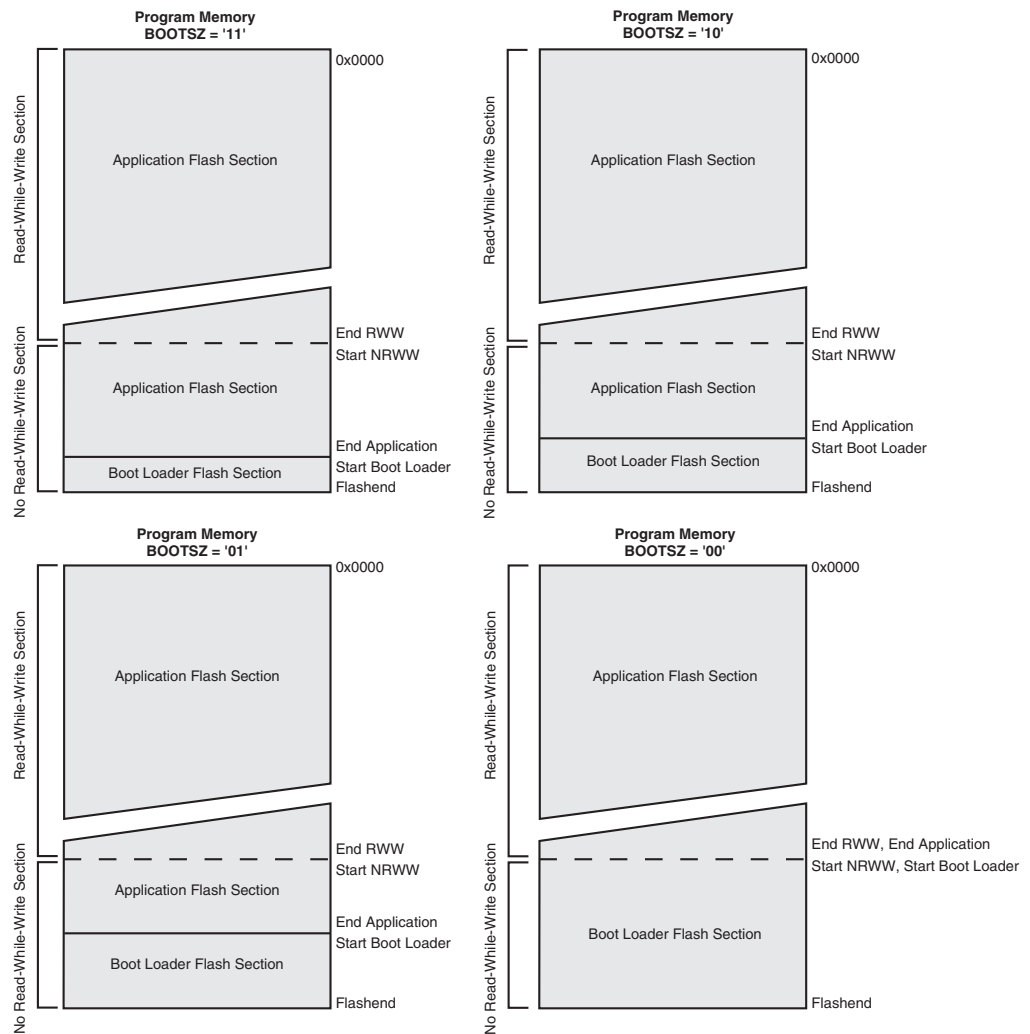 Program Memory
BOOTSZ = '11'
0x0000
Read-While-Write Section
Application Flash Section
End RWW
Start NRWW
No Read-While-Write Section
Application Flash Section
End Application
Start Boot Loader
Boot Loader Flash Section
Flashend
Program Memory
BOOTSZ = '10'
0x0000
Read-While-Write Section
Application Flash Section
End RWW
Start NRWW
No Read-While-Write Section
Application Flash Section
End Application
Start Boot Loader
Boot Loader Flash Section
Flashend
Program Memory
BOOTSZ = '01'
0x0000
Read-While-Write Section
Application Flash Section
End RWW
Start NRWW
No Read-While-Write Section
Application Flash Section
End Application
Start Boot Loader
Boot Loader Flash Section
Flashend
Program Memory
BOOTSZ = '00'
0x0000
Read-While-Write Section
Application Flash Section
End RWW, End Application
Start NRWW, Start Boot Loader
No Read-While-Write Section
Boot Loader Flash Section
Flashend